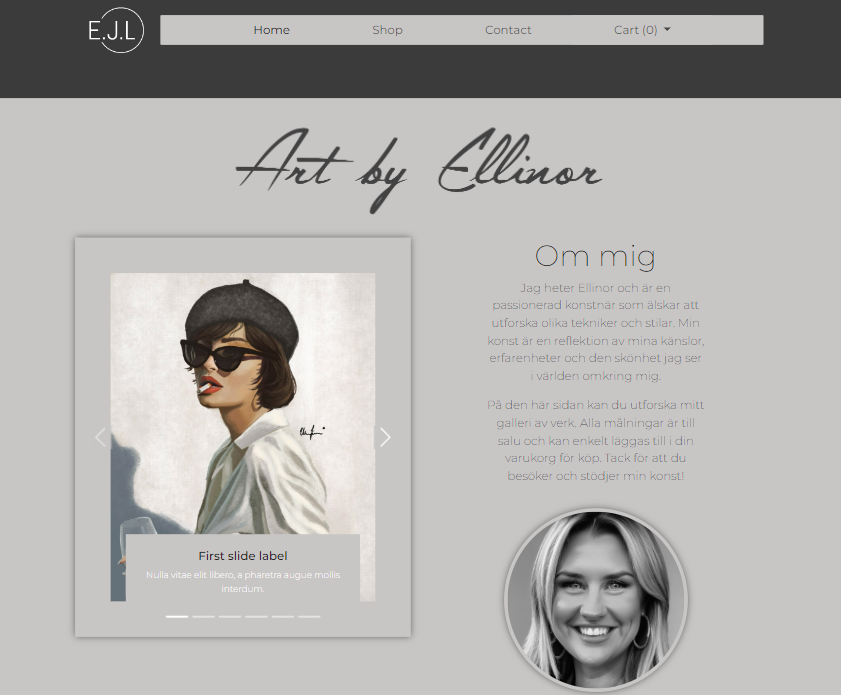 E.J.L
Home
Shop
Contact
Cart (0)
Art by Ellinor
First slide label
Nulla vitae elit libero, a pharetra augue mollis
interdum.
Om mig
Jag heter Ellinor och är en
passionerad konstnär som älskar att
utforska olika tekniker och stilar. Min
konst är en reflektion av mina känslor,
erfarenheter och den skönhet jag ser
i världen omkring mig.
På den här sidan kan du utforska mitt
galleri av verk. Alla målningar är till
salu och kan enkelt läggas till i din
varukorg för köp. Tack för att du
besöker och stödjer min konst!